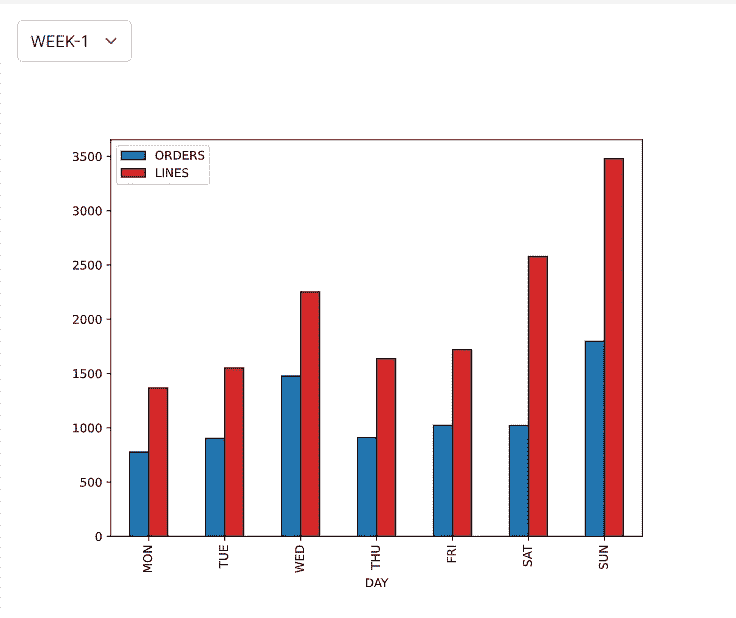 WEEK-1
ORDERS
LINES
3500
3000
2500
2000
1500
1000
500
0
MON
TUE
WED
THU
FRI
SAT
SUN
DAY